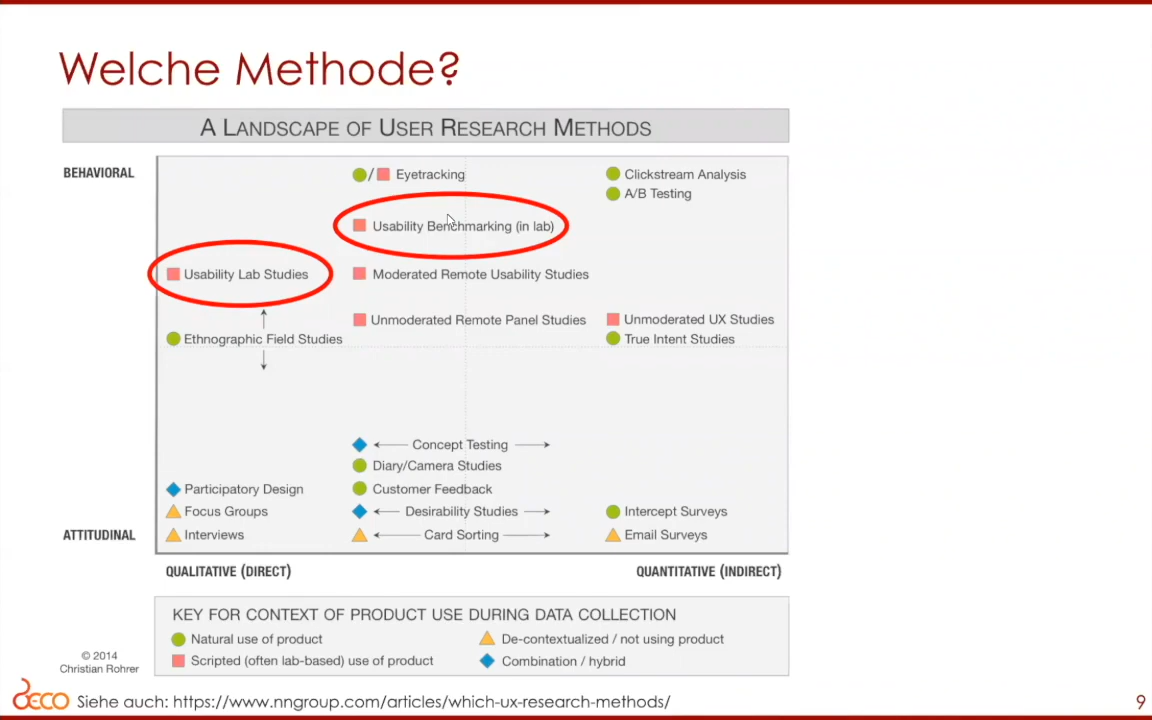 Welche Methode?
A LANDSCAPE OF USER RESEARCH METHODS
BEHAVIORAL
/ Eyetracking
Clickstream Analysis
A/B Testing
Usability Benchmarking (in lab)
Usability Lab Studies
Moderated Remote Usability Studies
Unmoderated Remote Panel Studies
Unmoderated UX Studies
Ethnographic Field Studies
True Intent Studies
Concept Testing
Diary/Camera Studies
Participatory Design
Customer Feedback
Focus Groups
Desirability Studies
Intercept Surveys
ATTITUDINAL
Interviews
Card Sorting
Email Surveys
QUALITATIVE (DIRECT)
QUANTITATIVE (INDIRECT)
KEY FOR CONTEXT OF PRODUCT USE DURING DATA COLLECTION
Natural use of product
De-contextualized / not using product
Scripted (often lab-based) use of product
Combination / hybrid
© 2014
Christian Rohrer
DECO
Siehe auch: https://www.nngroup.com/articles/which-ux-research-methods/
9